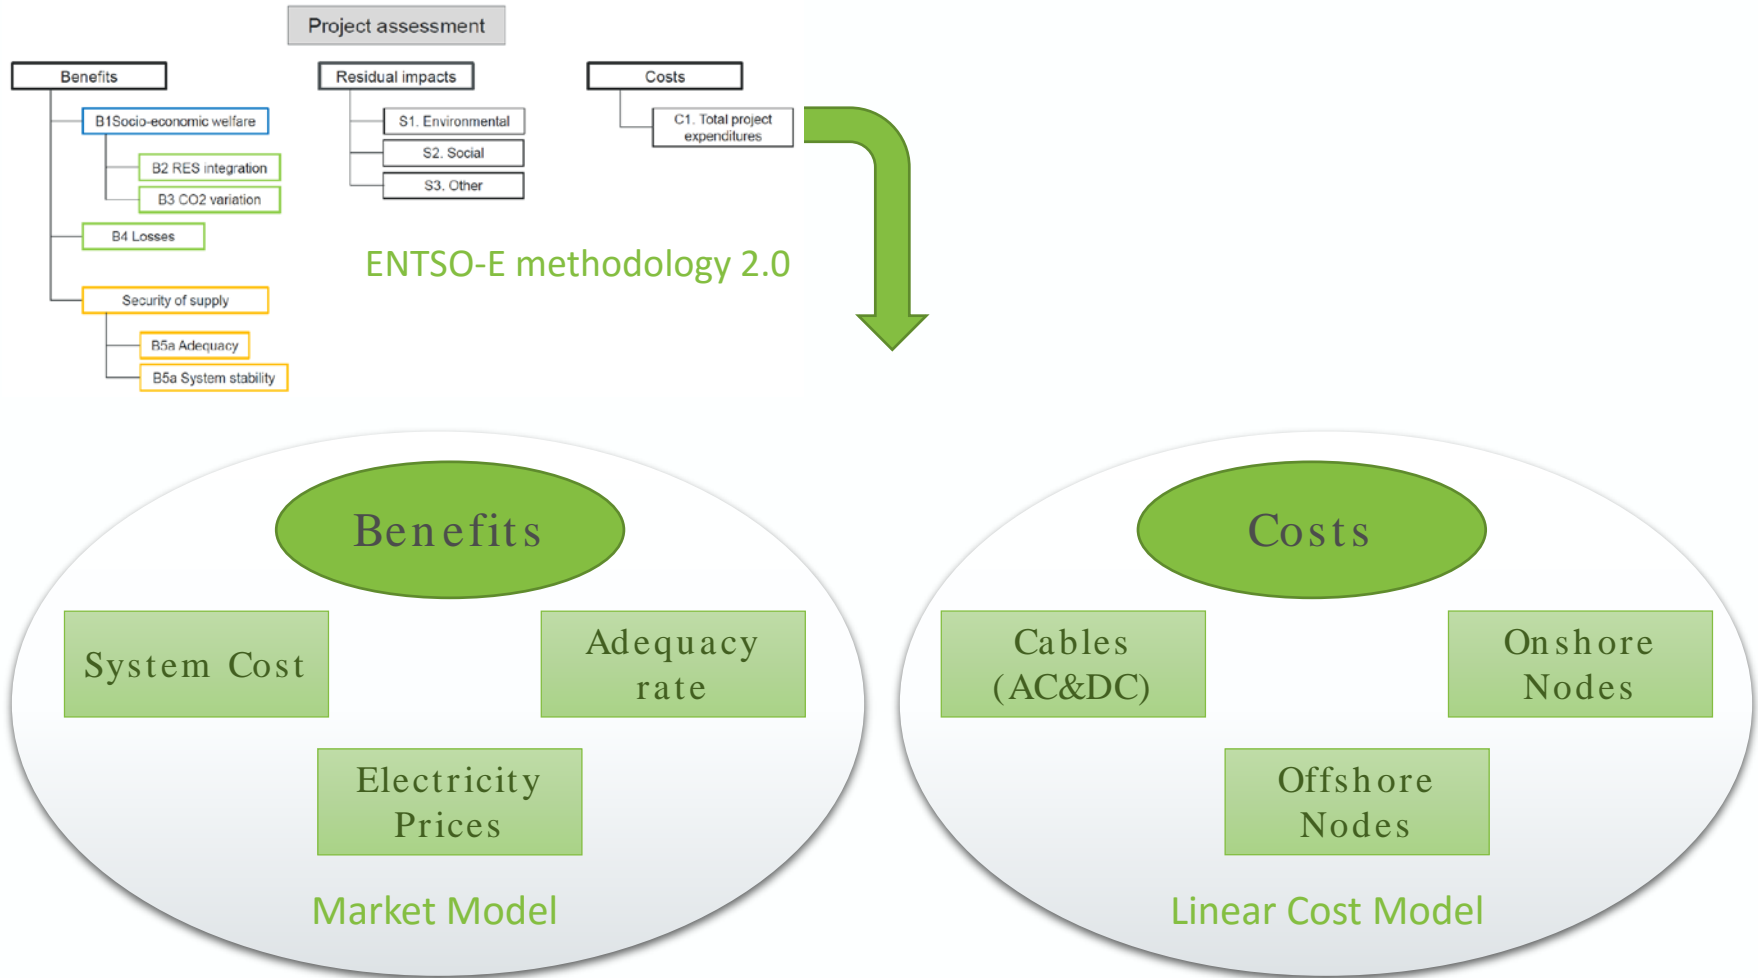 Project assessment
Benefits
B1Socio-economic welfare
B2 RES integration
B3 CO2 variation
B4 Losses
Security of supply
B5a Adequacy
B5a System stability
Residual impacts
S1. Environmental
S2. Social
S3. Other
Costs
C1. Total project
expenditures
ENTSO-E methodology 2.0
Benefits
System Cost
Adequacy
rate
Electricity
Prices
Market Model
Costs
Cables
(AC&DC)
Onshore
Nodes
Offshore
Nodes
Linear Cost Model